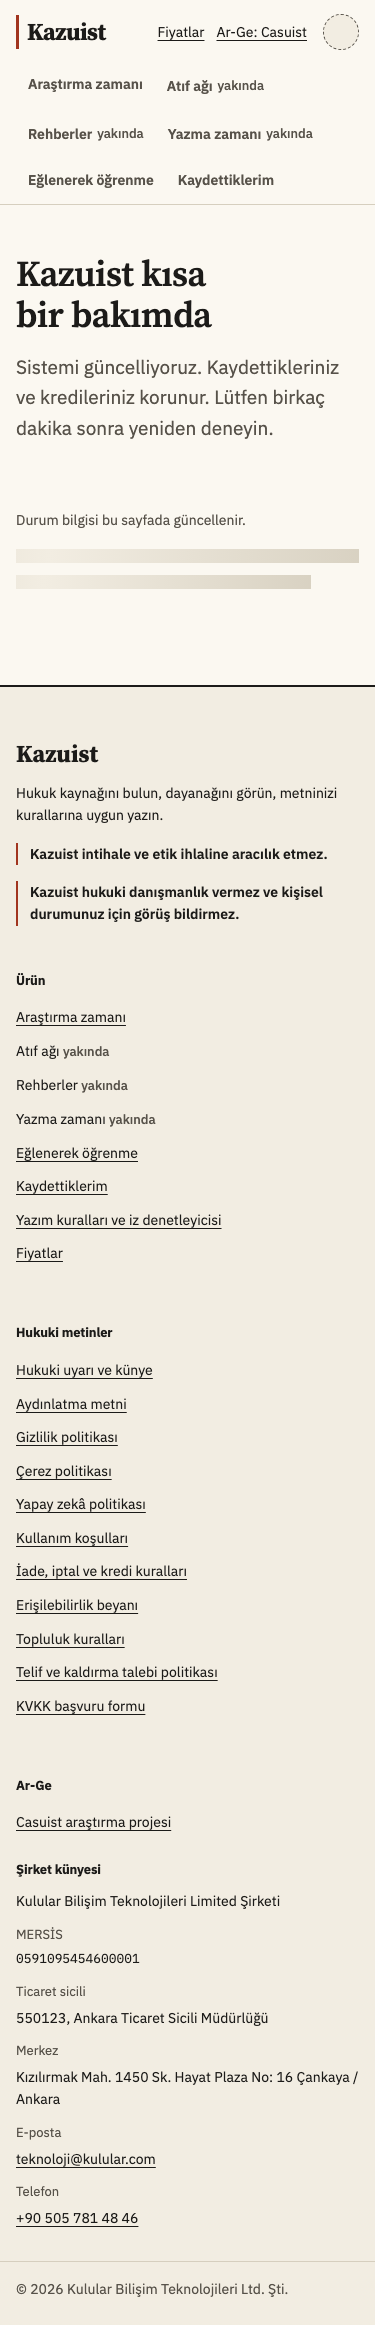 Kazuist
Fiyatlar Ar-Ge: Casuist
Araştırma zamanı Atıf ağı yakında
Rehberler yakında Yazma zamanı yakında
Eğlenerek öğrenme Kaydettiklerim
Kazuist kısa
bir bakımda
Sistemi güncelliyoruz. Kaydettikleriniz
ve kredileriniz korunur. Lütfen birkaç
dakika sonra yeniden deneyin.
Durum bilgisi bu sayfada güncellenir.
Kazuist
Hukuk kaynağını bulun, dayanağını görün, metninizi
kurallarına uygun yazın.
Kazuist intihale ve etik ihlaline aracılık etmez.
Kazuist hukuki danışmanlık vermez ve kişisel
durumunuz için görüş bildirmez.
Ürün
Araştırma zamanı
Atıf ağı yakında
Rehberler yakında
Yazma zamanı yakında
Eğlenerek öğrenme
Kaydettiklerim
Yazım kuralları ve iz denetleyicisi
Fiyatlar
Hukuki metinler
Hukuki uyarı ve künye
Aydınlatma metni
Gizlilik politikası
Çerez politikası
Yapay zekâ politikası
Kullanım koşulları
İade, iptal ve kredi kuralları
Erişilebilirlik beyanı
Topluluk kuralları
Telif ve kaldırma talebi politikası
KVKK başvuru formu
Ar-Ge
Casuist araştırma projesi
Şirket künyesi
Kulular Bilişim Teknolojileri Limited Şirketi
MERSİS
0591095454600001
Ticaret sicili
550123, Ankara Ticaret Sicili Müdürlüğü
Merkez
Kızılırmak Mah. 1450 Sk. Hayat Plaza No: 16 Çankaya /
Ankara
E-posta
teknoloji@kulular.com
Telefon
+90 505 781 48 46
© 2026 Kulular Bilişim Teknolojileri Ltd. Şti.